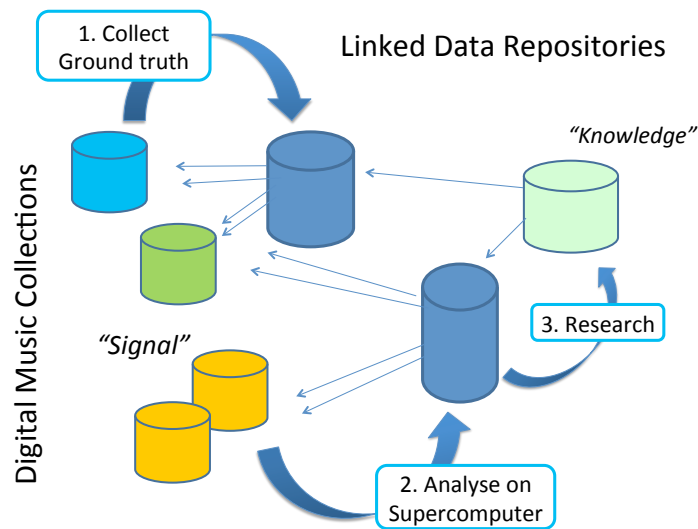 1. Collect
Ground truth
Linked Data Repositories
“Knowledge”
Digital Music Collections
“Signal”
3. Research
2. Analyse on
Supercomputer